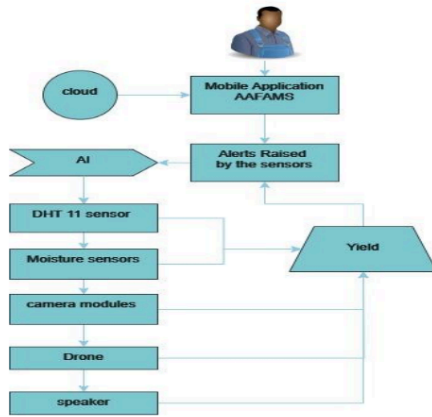 cloud
Mobile Application
AAFAMS
AI
Alerts Raised
by the sensors
DHT 11 sensor
Moisture sensors
Yield
camera modules
Drone
speaker